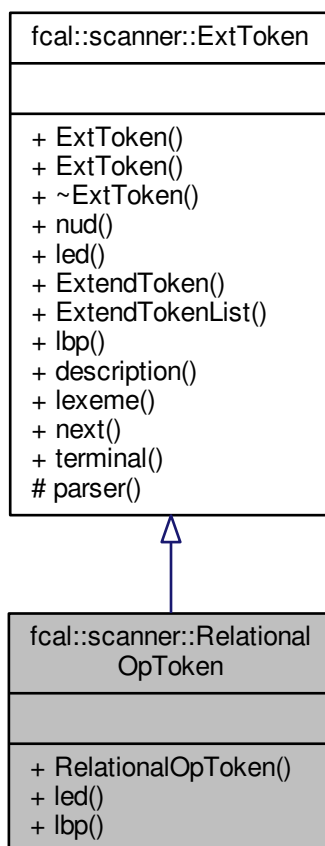 fcal::scanner::ExtToken
+ ExtToken()
+ ExtToken()
+ ~ExtToken()
+ nud()
+ led()
+ ExtendToken()
+ ExtendTokenList()
+ lbp()
+ description()
+ lexeme()
+ next()
+ terminal()
# parser()
fcal::scanner::Relational
OpToken
+ RelationalOpToken()
+ led()
+ lbp()